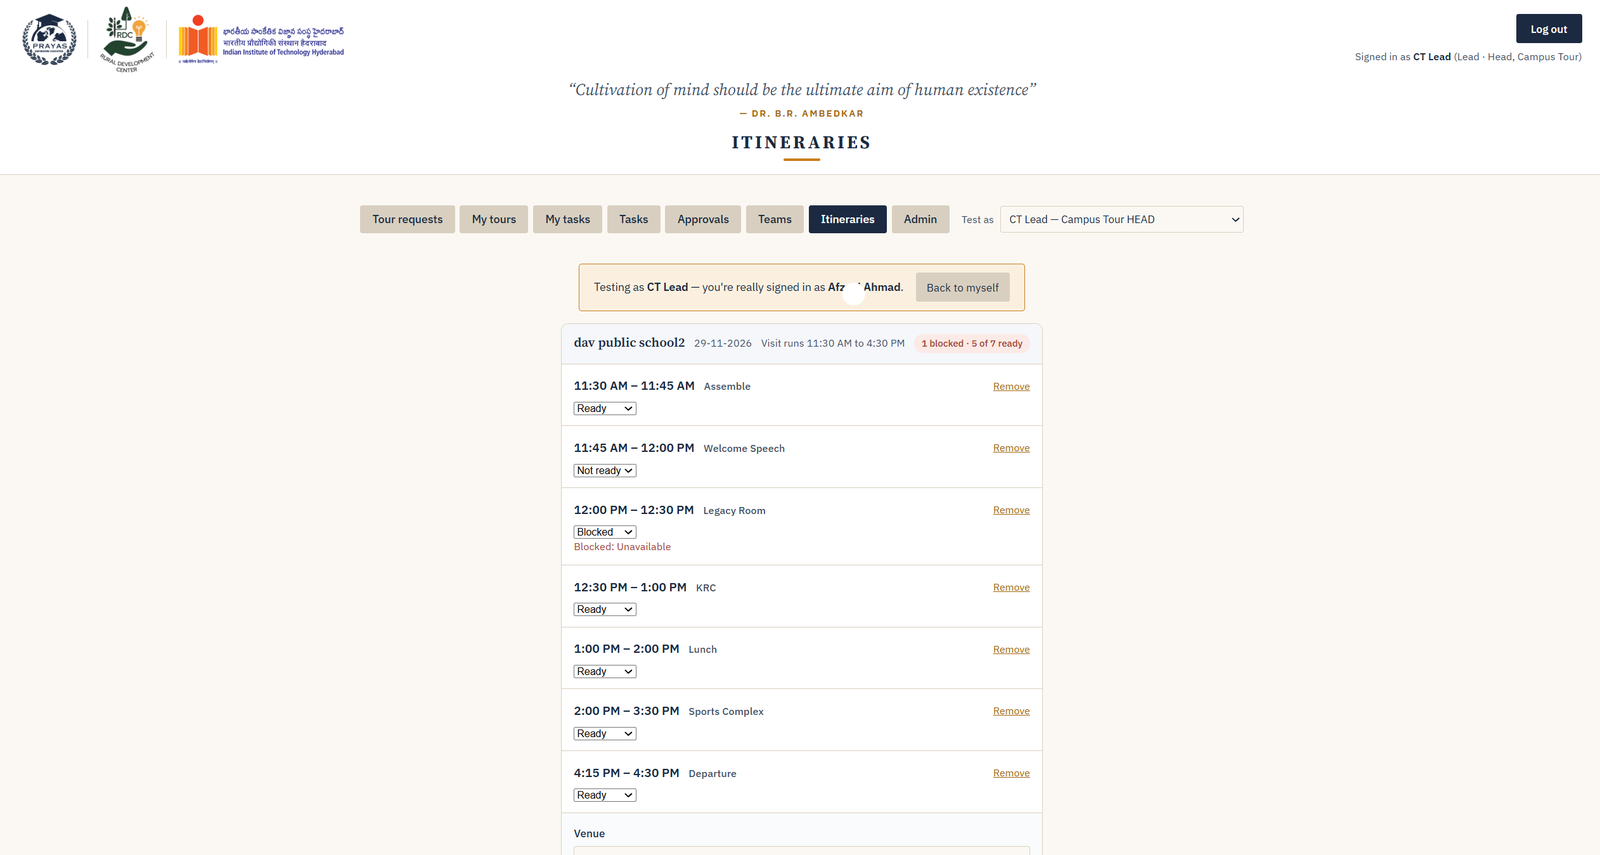 PRAYAS
RDC
RURAL DEVELOPMENT CENTER
భారతీయ సాంకేతిక విజ్ఞాన సంస్థ హైదరాబాద్
भारतीय प्रौद्योगिकी संस्थान हैदराबाद
Indian Institute of Technology Hyderabad
Log out
Signed in as CT Lead (Lead · Head, Campus Tour)
“Cultivation of mind should be the ultimate aim of human existence”
— DR. B.R. AMBEDKAR
ITINERARIES
Tour requests My tours My tasks Tasks Approvals Teams Itineraries Admin Test as CT Lead — Campus Tour HEAD
Testing as CT Lead — you're really signed in as Ahmad. Back to myself
dav public school2 29-11-2026 Visit runs 11:30 AM to 4:30 PM 1 blocked · 5 of 7 ready
11:30 AM – 11:45 AM Assemble Remove
Ready
11:45 AM – 12:00 PM Welcome Speech Remove
Not ready
12:00 PM – 12:30 PM Legacy Room Remove
Blocked
Blocked: Unavailable
12:30 PM – 1:00 PM KRC Remove
Ready
1:00 PM – 2:00 PM Lunch Remove
Ready
2:00 PM – 3:30 PM Sports Complex Remove
Ready
4:15 PM – 4:30 PM Departure Remove
Ready
Venue